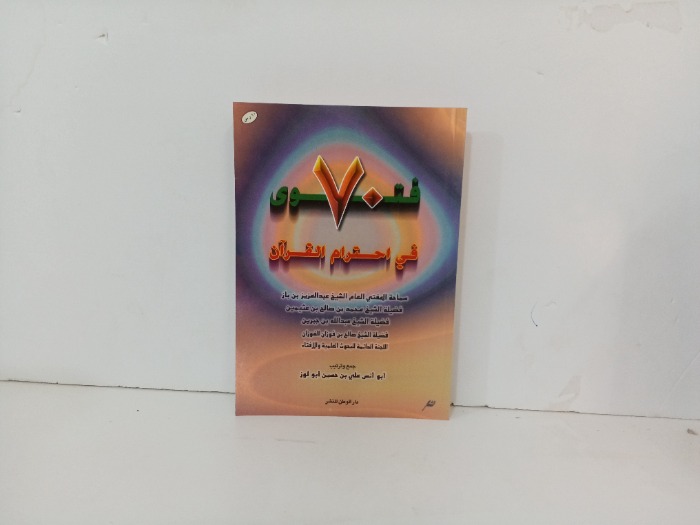 ٧٠ فتوى
في احترام القرآن
سماحة المفتي العام الشيخ عبدالعزيز بن باز
فضيلة الشيخ محمد بن صالح بن عثيمين
فضيلة الشيخ عبدالله بن جبرين
فضيلة الشيخ صالح بن فوزان الفوزان
اللجنة الدائمة للبحوث العلمية والافتاء
جمع وترتيب
أبو أنس علي بن حسين أبو لوز
دار الوطن للنشر